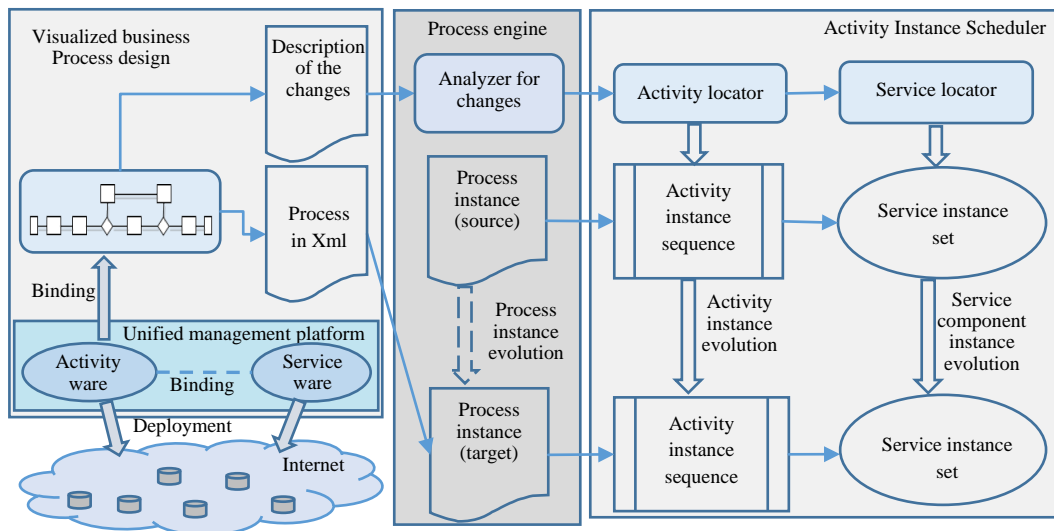 Visualized business
Process design
Description
of the
changes
Process
in Xml
Binding
Unified management platform
Activity
ware
Binding
Service
ware
Deployment
Internet
Process engine
Analyzer for
changes
Process
instance
(source)
Process
instance
evolution
Process
instance
(target)
Activity Instance Scheduler
Activity locator
Service locator
Activity
instance
sequence
Service instance
set
Activity
instance
evolution
Service
component
instance
evolution
Activity
instance
sequence
Service instance
set